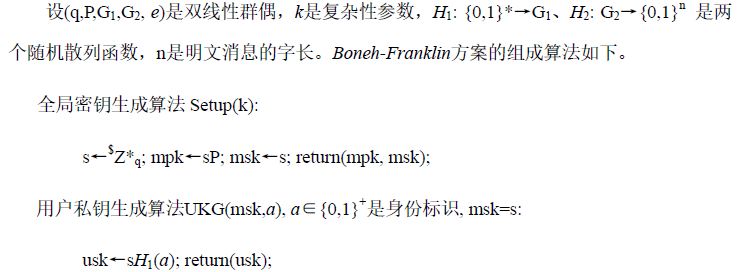 设(q,P,G₁,G₂, e)是双线性群偶，k是复杂性参数，H₁: {0,1}*→G₁、H₂: G₂→{0,1}ⁿ 是两
个随机散列函数，n是明文消息的字长。Boneh-Franklin方案的组成算法如下。
全局密钥生成算法 Setup(k):
s←$Z*q; mpk←sP; msk←s; return(mpk, msk);
用户私钥生成算法UKG(msk,a), a∈{0,1}⁺是身份标识, msk=s:
usk←sH₁(a); return(usk);